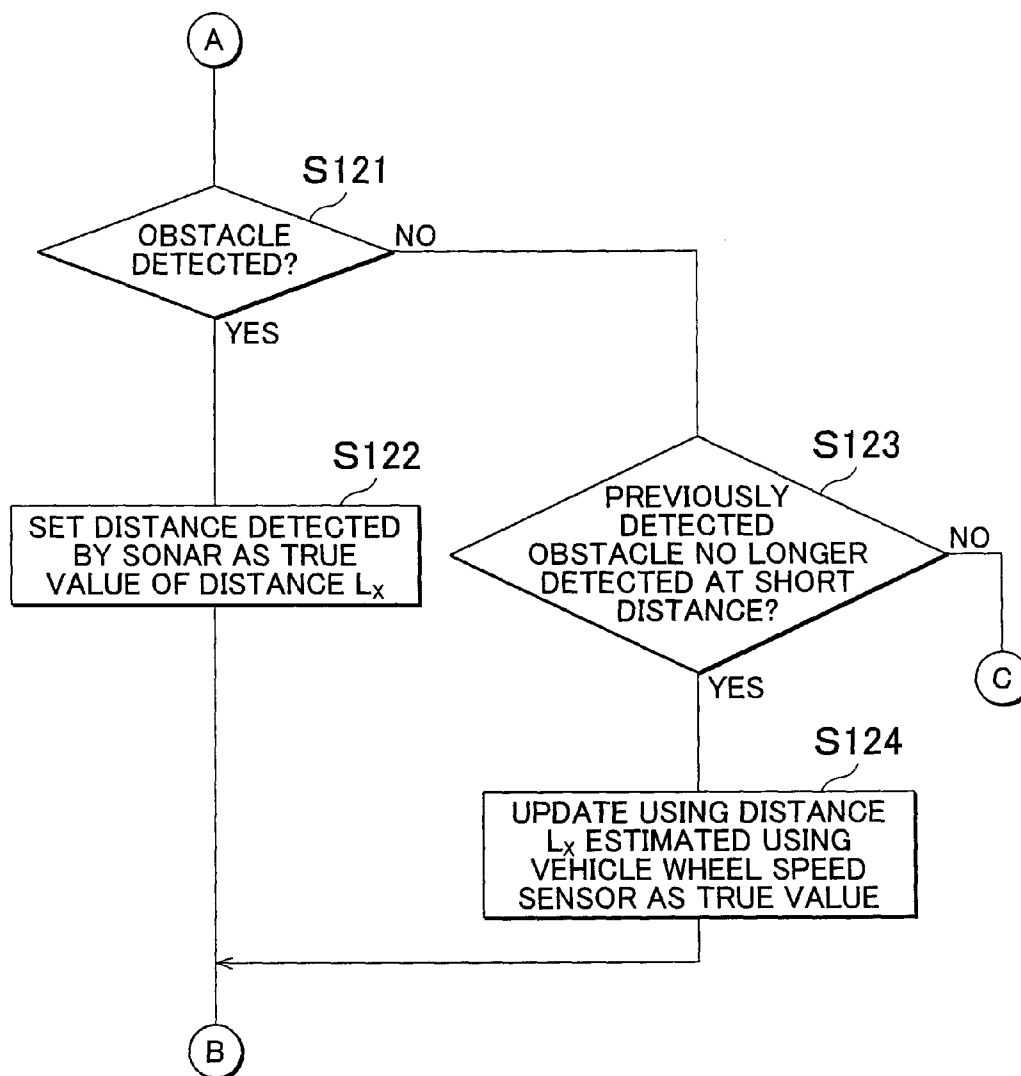 A
S121
OBSTACLE
DETECTED?
NO
YES
S122
SET DISTANCE DETECTED
BY SONAR AS TRUE
VALUE OF DISTANCE LX
S123
PREVIOUSLY
DETECTED
OBSTACLE NO LONGER
DETECTED AT SHORT
DISTANCE?
NO
C
YES
S124
UPDATE USING DISTANCE
LX ESTIMATED USING
VEHICLE WHEEL SPEED
SENSOR AS TRUE VALUE
B